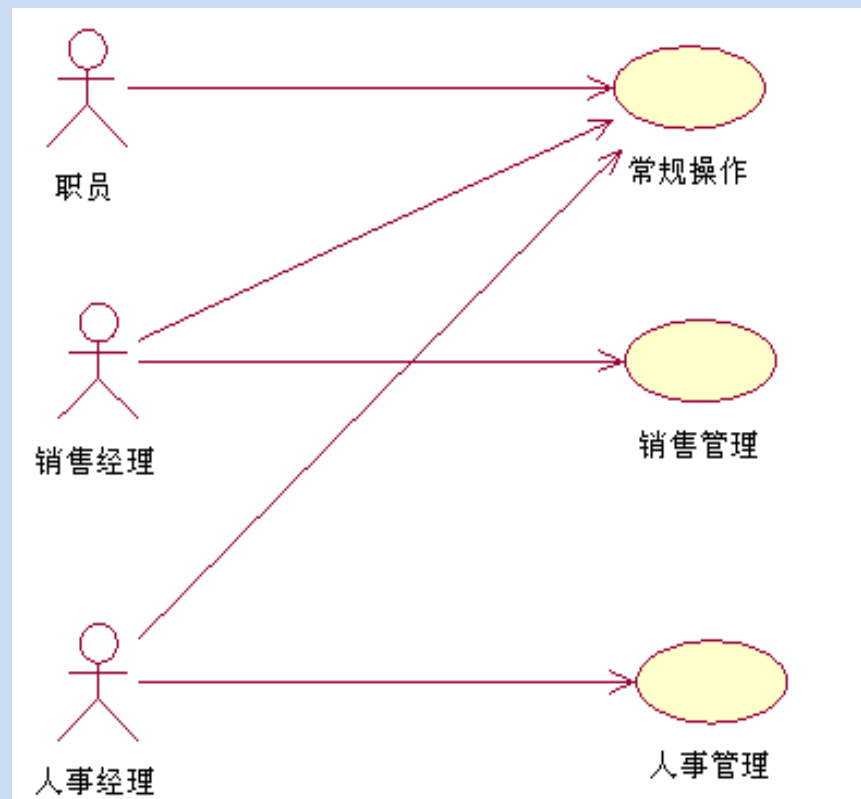 职员
常规操作
销售经理
销售管理
人事经理
人事管理